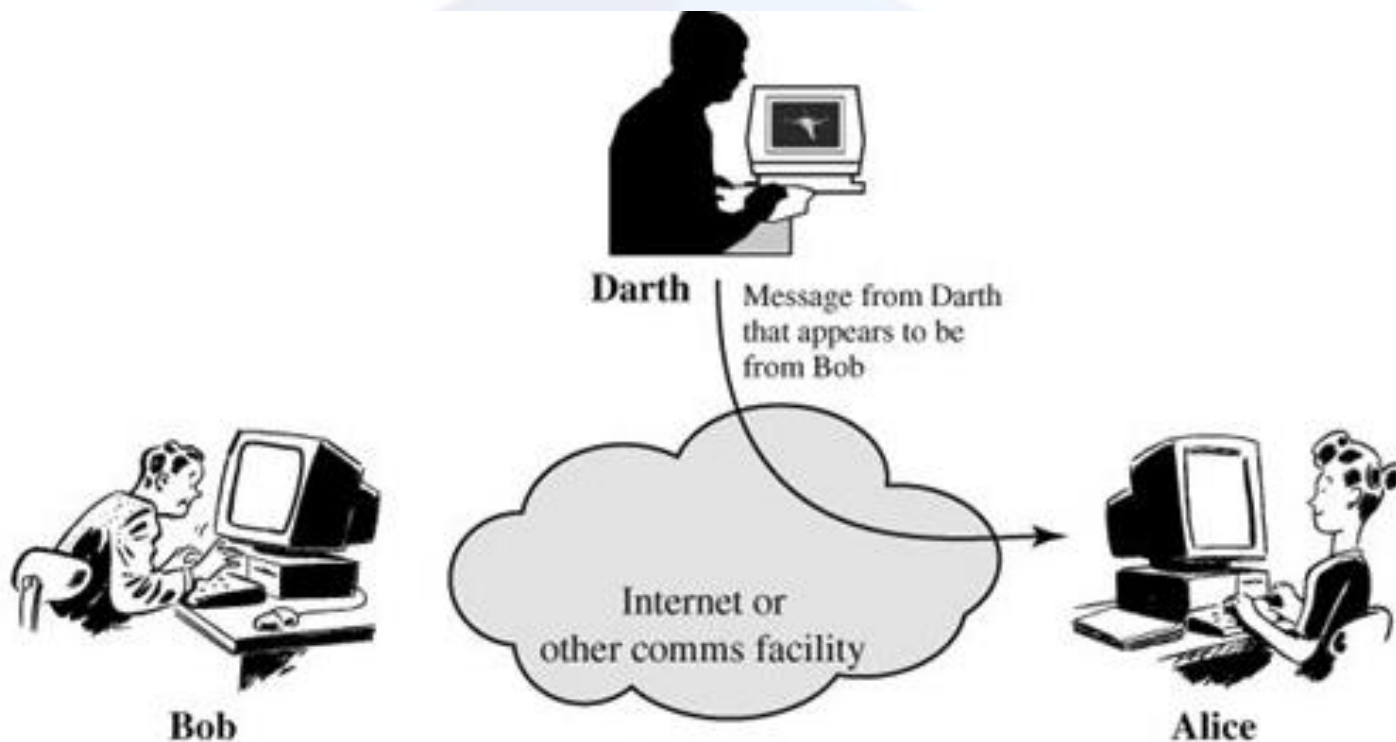 Darth
Message from Darth
that appears to be
from Bob
Internet or
other comms facility
Bob
Alice